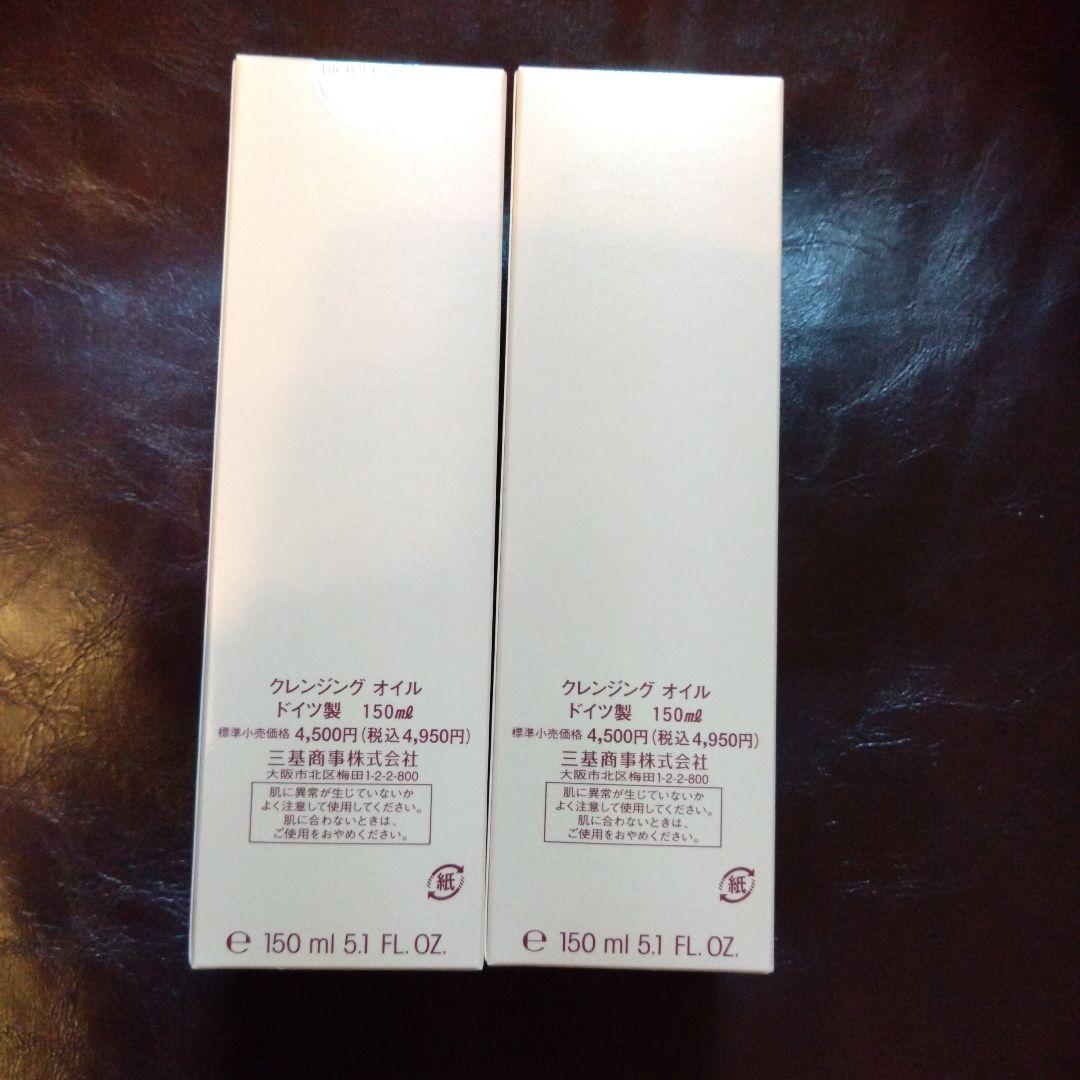 クレンジング オイル
ドイツ製 150ml
標準小売価格 4,500円(税込4,950円)
三基商事株式会社
大阪市北区梅田1-2-2-800
肌に異常が生じていないか
よく注意して使用してください。
肌に合わないときは、
ご使用をおやめください。
紙
e 150 ml 5.1 FL. OZ.
クレンジング オイル
ドイツ製 150ml
標準小売価格 4,500円(税込4,950円)
三基商事株式会社
大阪市北区梅田1-2-2-800
肌に異常が生じていないか
よく注意して使用してください。
肌に合わないときは、
ご使用をおやめください。
紙
e 150 ml 5.1 FL. OZ.